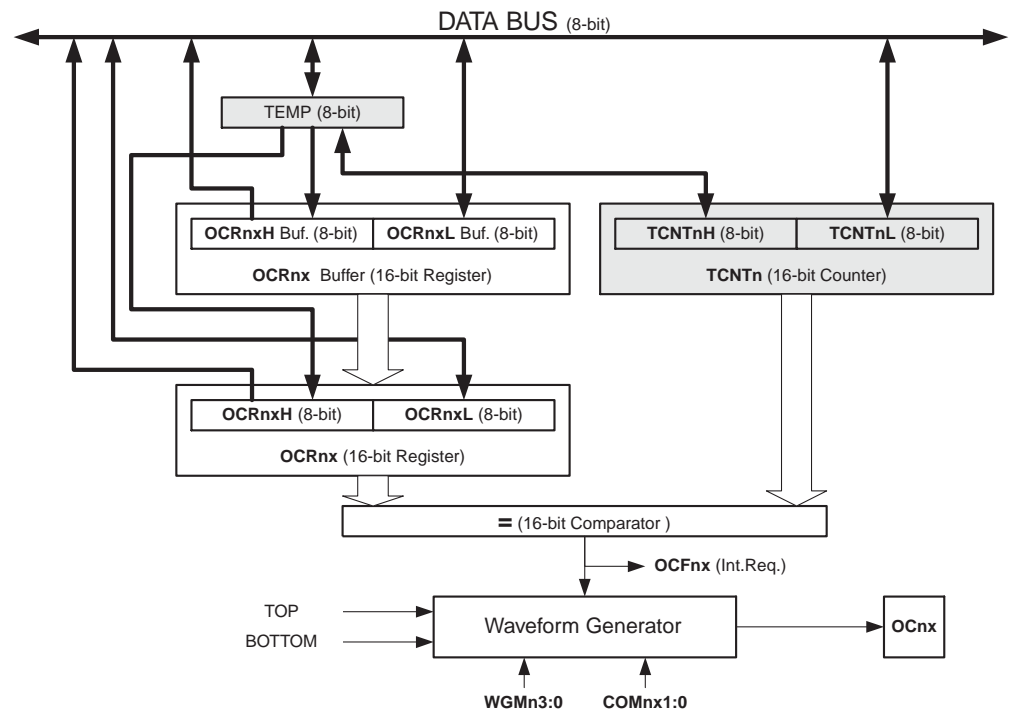 DATA BUS (8-bit)
TEMP (8-bit)
OCRnxH Buf. (8-bit) OCRnxL Buf. (8-bit)
TCNTnH (8-bit) TCNTnL (8-bit)
OCRnx Buffer (16-bit Register)
TCNTn (16-bit Counter)
OCRnxH (8-bit) OCRnxL (8-bit)
OCRnx (16-bit Register)
= (16-bit Comparator )
OCFnx (Int.Req.)
TOP
BOTTOM
Waveform Generator
OCnx
WGMn3:0 COMnx1:0